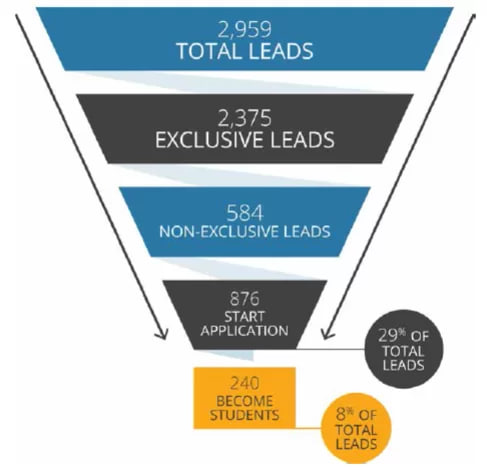 2,959
TOTAL LEADS
2,375
EXCLUSIVE LEADS
584
NON-EXCLUSIVE LEADS
876
START
APPLICATION
29% OF
TOTAL
LEADS
240
BECOME
STUDENTS
8% OF
TOTAL
LEADS